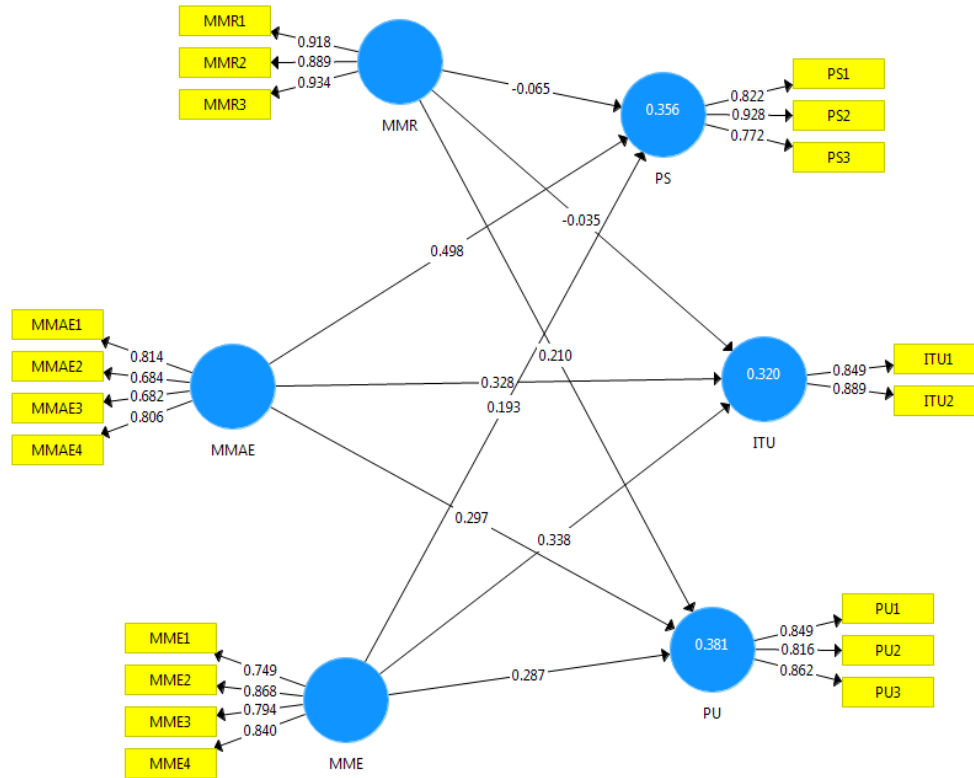 MMR1
MMR2
MMR3
0.918
0.889
0.934
MMR
-0.065
0.356
PS
0.822
0.928
0.772
PS1
PS2
PS3
-0.035
0.498
MMAE1
MMAE2
MMAE3
MMAE4
0.814
0.684
0.682
0.806
MMAE
0.210
0.328
0.193
0.320
ITU
0.849
0.889
ITU1
ITU2
0.297
0.338
MME1
MME2
MME3
MME4
0.749
0.868
0.794
0.840
MME
0.287
0.381
PU
0.849
0.816
0.862
PU1
PU2
PU3